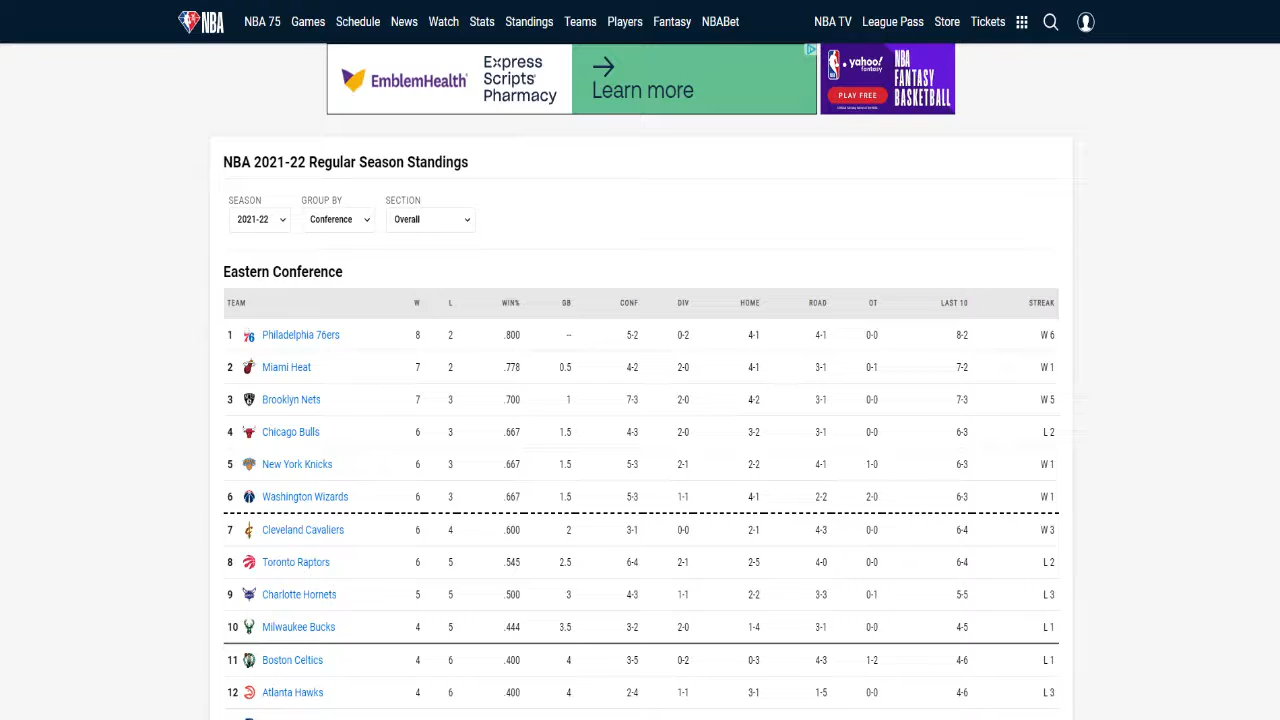 NBA NBA 75 Games Schedule News Watch Stats Standings Teams Players Fantasy NBABet NBA TV League Pass Store Tickets
EmblemHealth Express Scripts Pharmacy Learn more
yahoo! fantasy PLAY FREE NBA FANTASY BASKETBALL
NBA 2021-22 Regular Season Standings
SEASON GROUP BY SECTION
2021-22 Conference Overall
Eastern Conference
TEAM W L WIN% GB CONF DIV HOME ROAD OT LAST 10 STREAK
1 Philadelphia 76ers 8 2 .800 -- 5-2 0-2 4-1 4-1 0-0 8-2 W 6
2 Miami Heat 7 2 .778 0.5 4-2 2-0 4-1 3-1 0-1 7-2 W 1
3 Brooklyn Nets 7 3 .700 1 7-3 2-0 4-2 3-1 0-0 7-3 W 5
4 Chicago Bulls 6 3 .667 1.5 4-3 2-0 3-2 3-1 0-0 6-3 L 2
5 New York Knicks 6 3 .667 1.5 5-3 2-1 2-2 4-1 1-0 6-3 W 1
6 Washington Wizards 6 3 .667 1.5 5-3 1-1 4-1 2-2 2-0 6-3 W 1
7 Cleveland Cavaliers 6 4 .600 2 3-1 0-0 2-1 4-3 0-0 6-4 W 3
8 Toronto Raptors 6 5 .545 2.5 6-4 2-1 2-5 4-0 0-0 6-4 L 2
9 Charlotte Hornets 5 5 .500 3 4-3 1-1 2-2 3-3 0-1 5-5 L 3
10 Milwaukee Bucks 4 5 .444 3.5 3-2 2-0 1-4 3-1 0-0 4-5 L 1
11 Boston Celtics 4 6 .400 4 3-5 0-2 0-3 4-3 1-2 4-6 L 1
12 Atlanta Hawks 4 6 .400 4 2-4 1-1 3-1 1-5 0-0 4-6 L 3